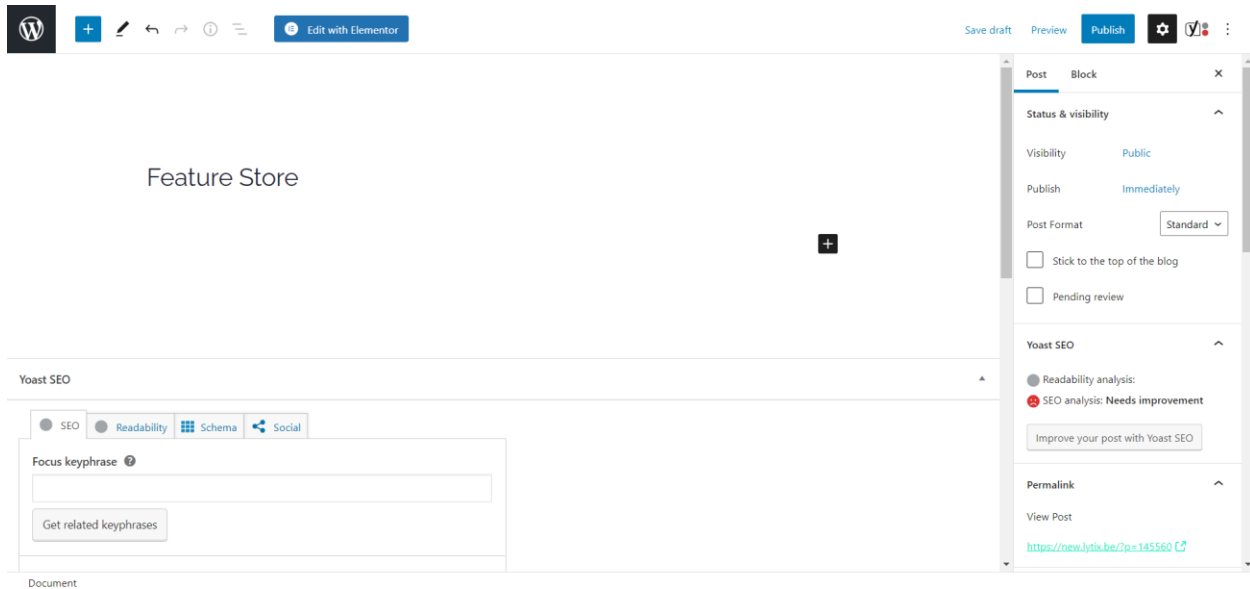 Edit with Elementor
Save draft Preview Publish
Post Block
Status & visibility
Visibility Public
Publish Immediately
Post Format Standard
Stick to the top of the blog
Pending review
Feature Store
Yoast SEO
Readability analysis:
SEO analysis: Needs improvement
Improve your post with Yoast SEO
Permalink
View Post
https://new.lytix.be/?p=145560
Yoast SEO
SEO Readability Schema Social
Focus keyphrase
Get related keyphrases
Document